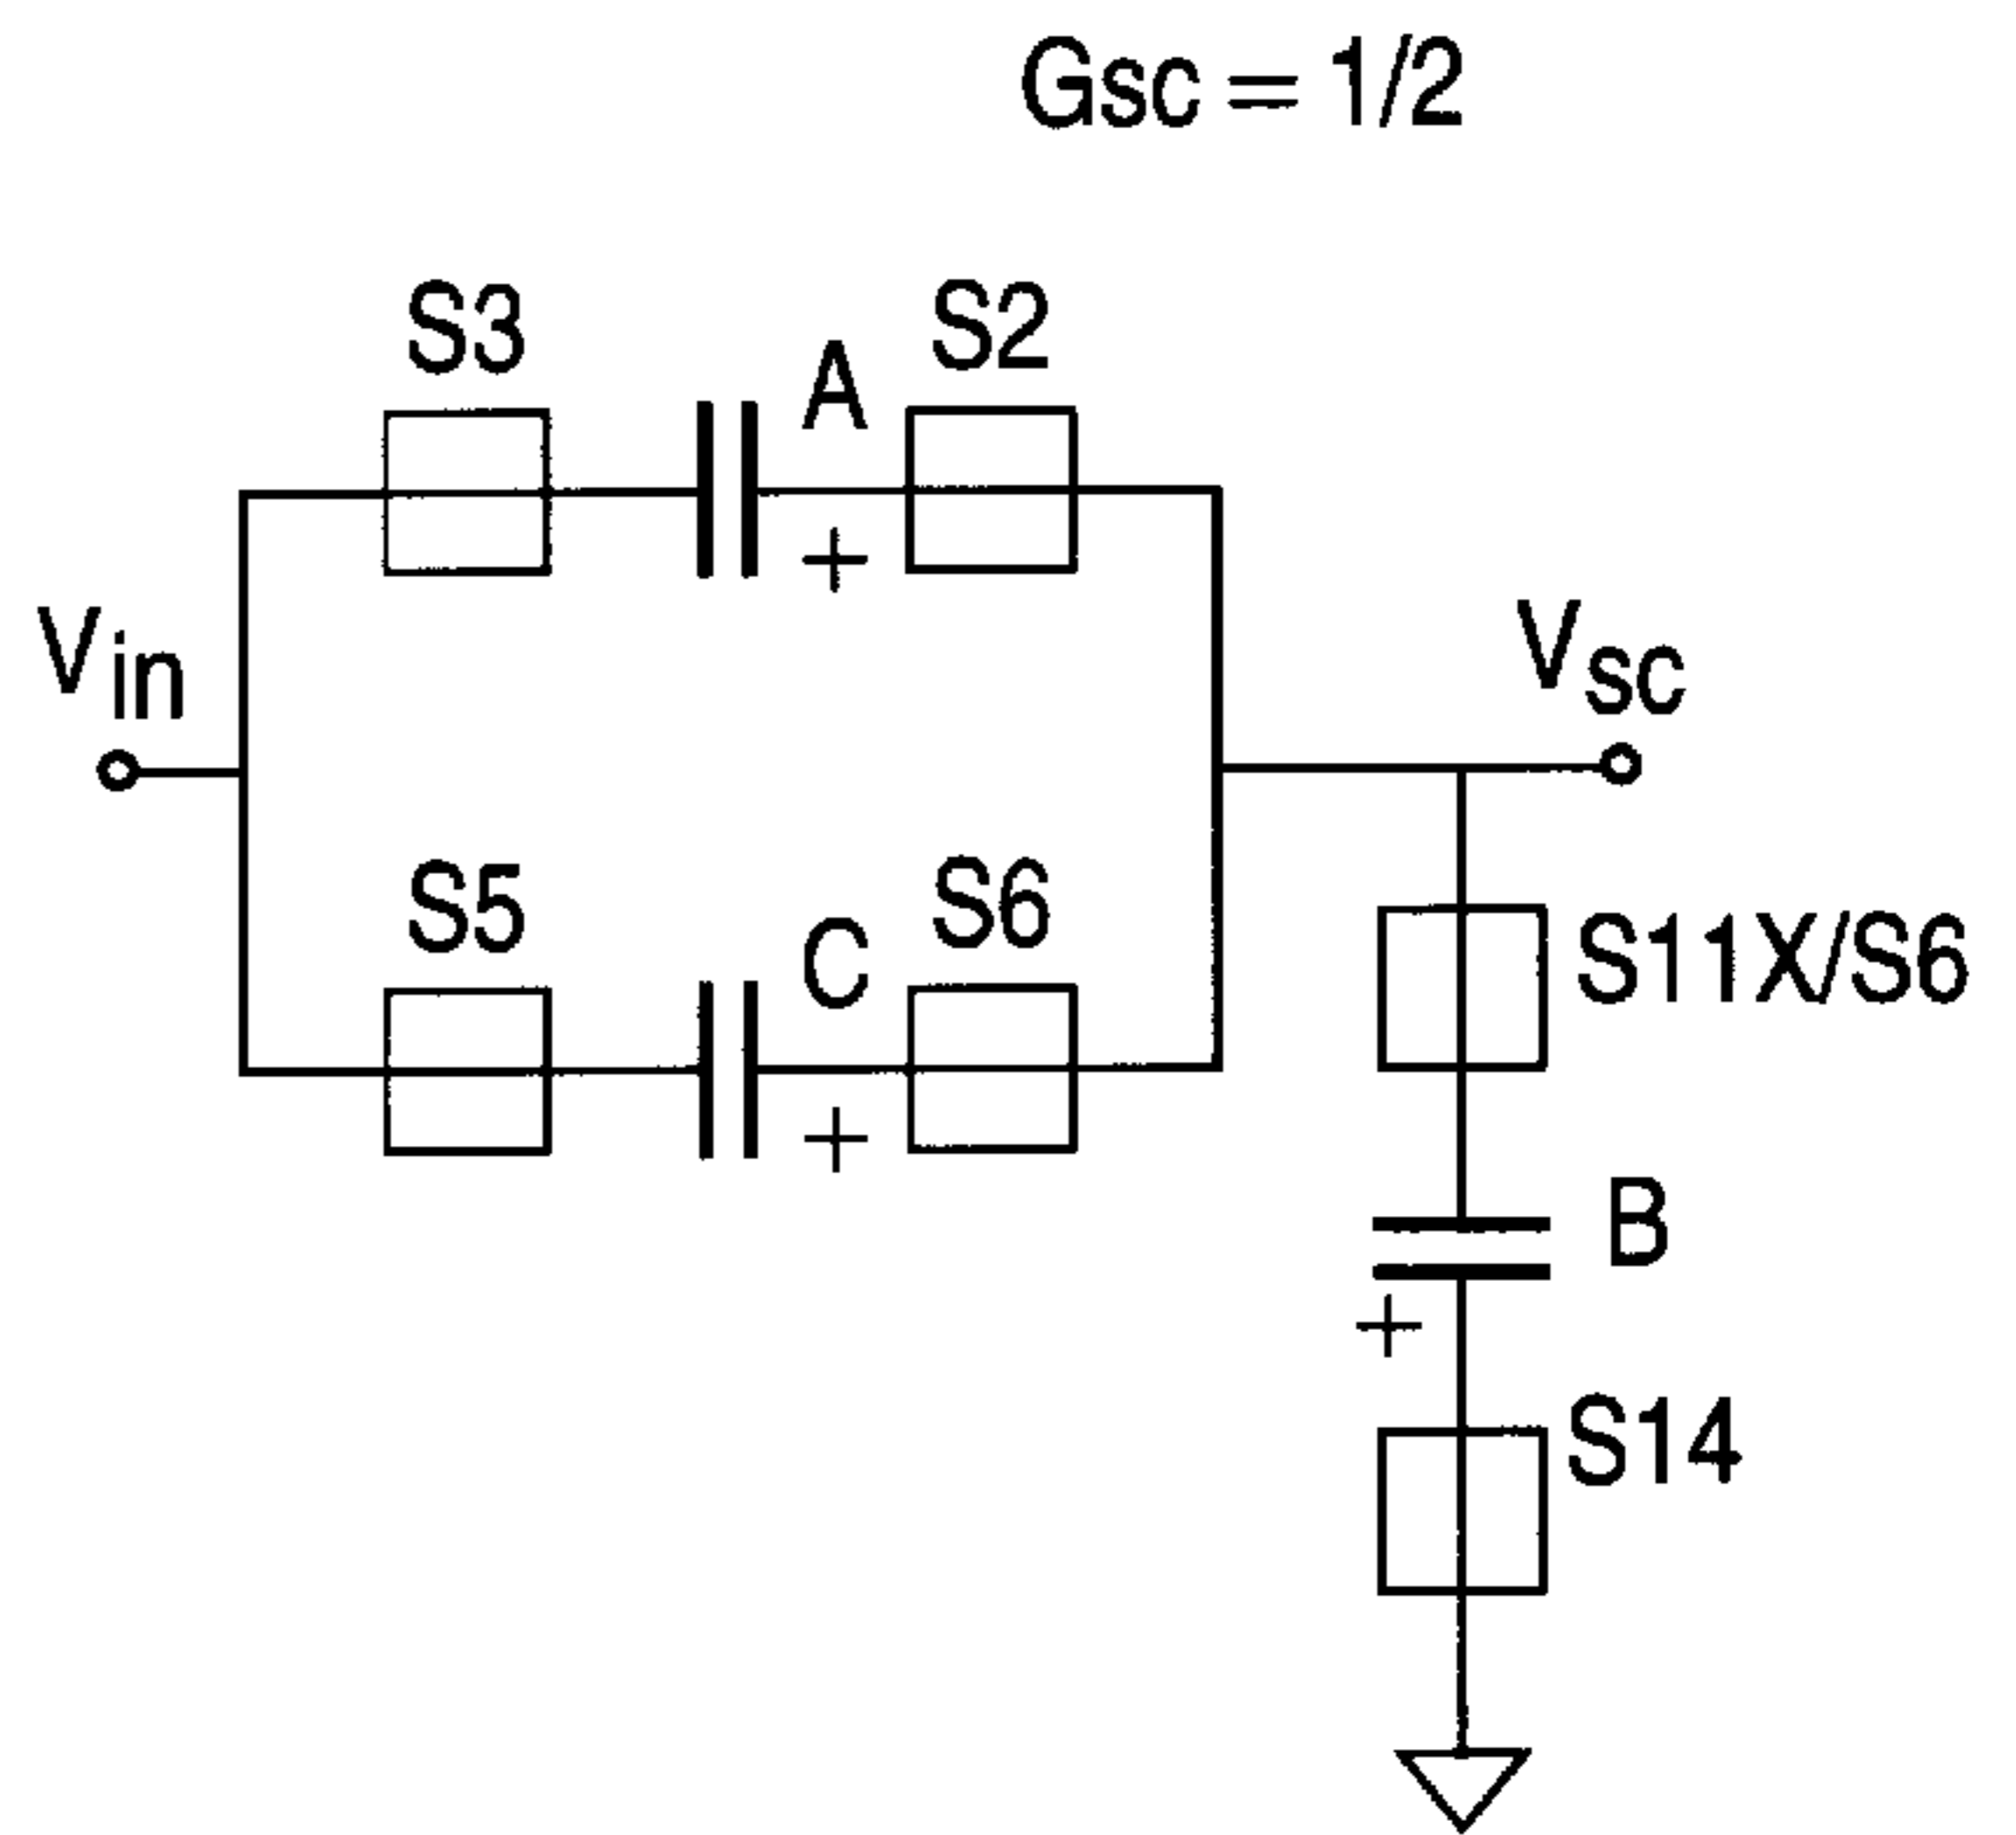 Gsc = 1/2
S3
A
S2
+
Vin
Vsc
S5
C
S6
S11X/S6
+
B
+
S14